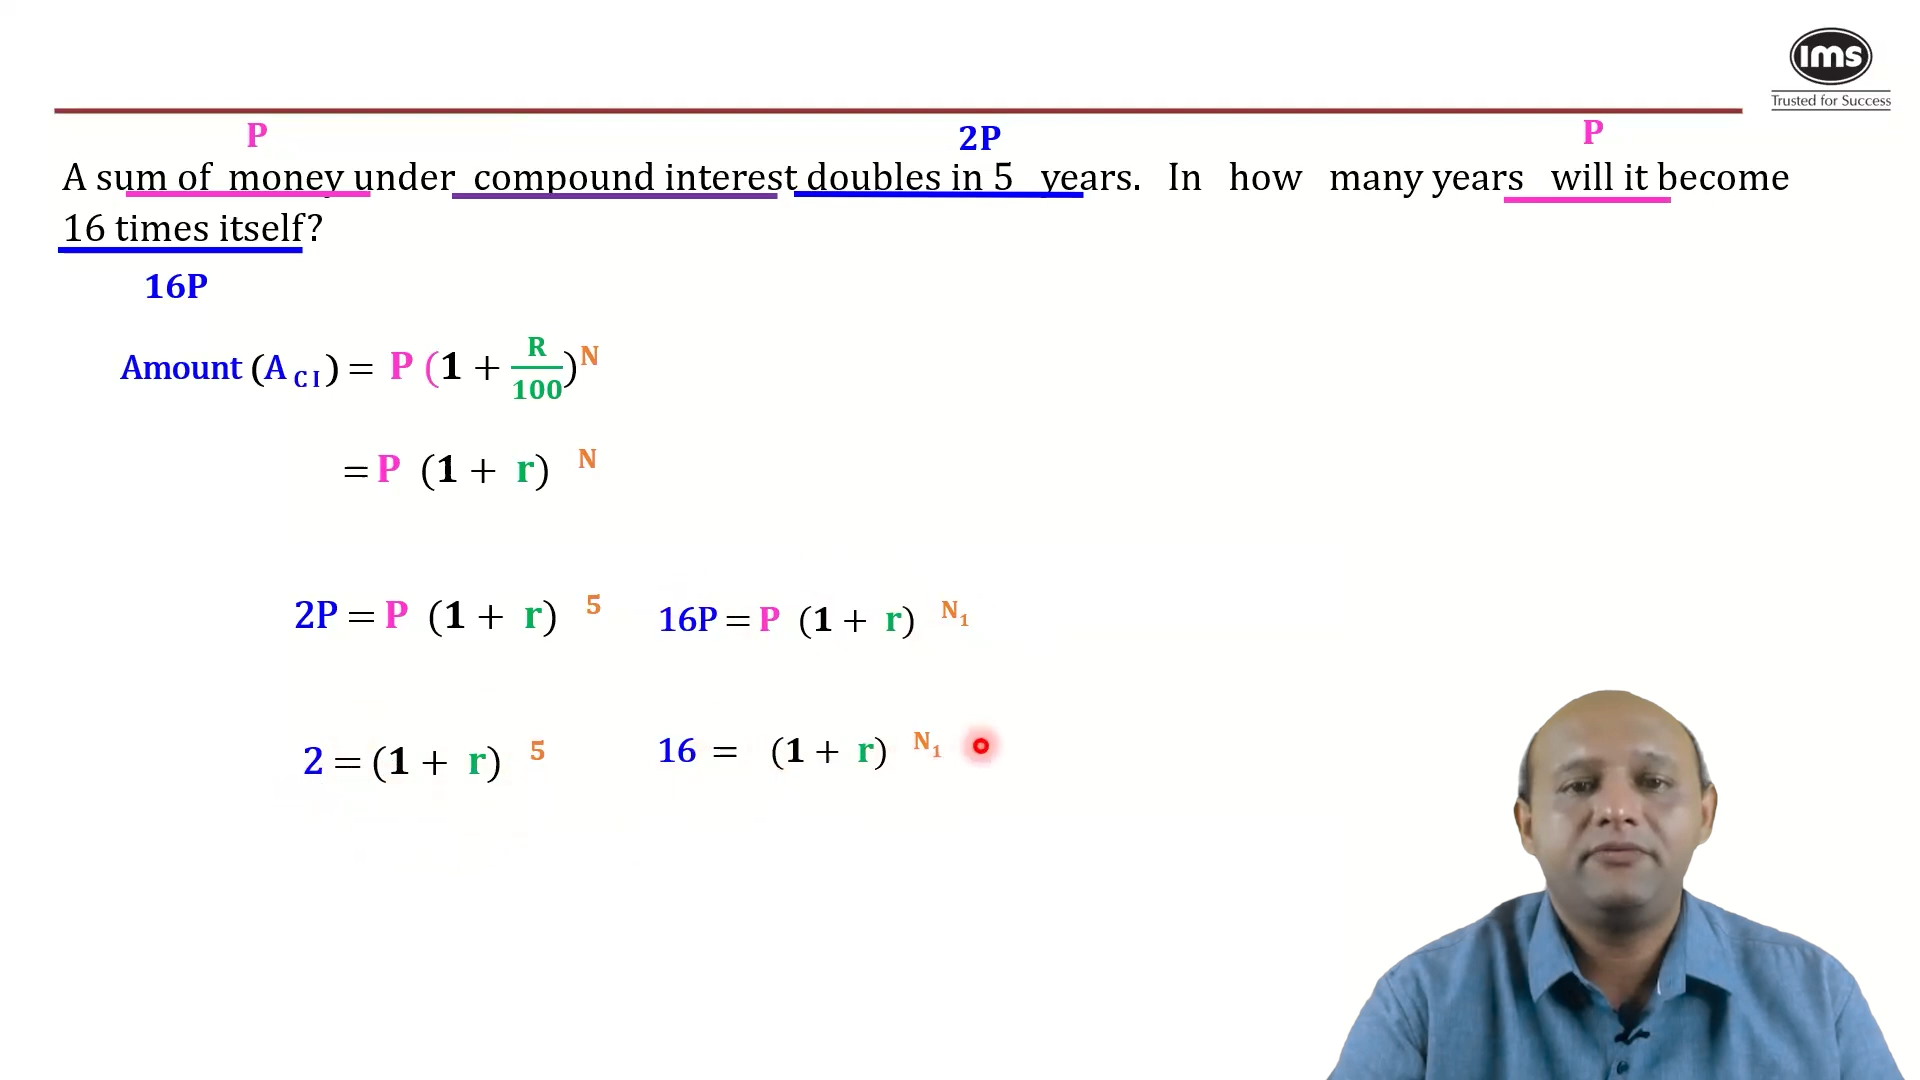 ims
Trusted for Success
P 2P P
A sum of money under compound interest doubles in 5 years. In how many years will it become
16 times itself?
16P
Amount (A CI) = P (1 + R/100)^N
= P (1 + r) ^N
2P = P (1 + r) ^5 16P = P (1 + r) ^N₁
2 = (1 + r) ^5 16 = (1 + r) ^N₁